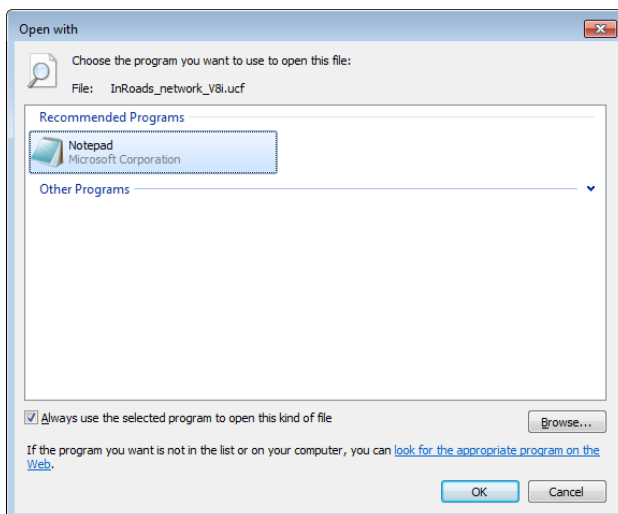 Open with
Choose the program you want to use to open this file:
File: InRoads_network_V8i.ucf
Recommended Programs
Notepad
Microsoft Corporation
Other Programs
Always use the selected program to open this kind of file
Browse...
If the program you want is not in the list or on your computer, you can look for the appropriate program on the
Web.
OK Cancel